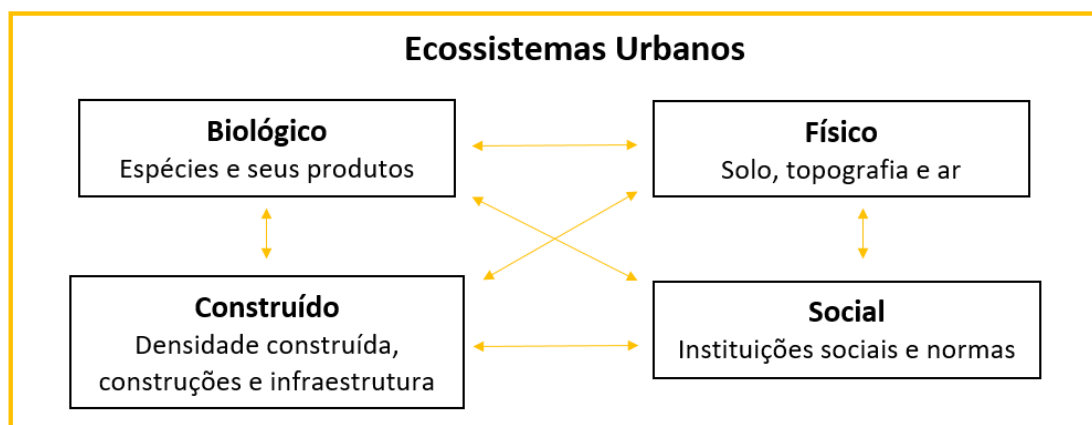 Ecossistemas Urbanos
Biológico
Espécies e seus produtos
Físico
Solo, topografia e ar
Construído
Densidade construída,
construções e infraestrutura
Social
Instituições sociais e normas